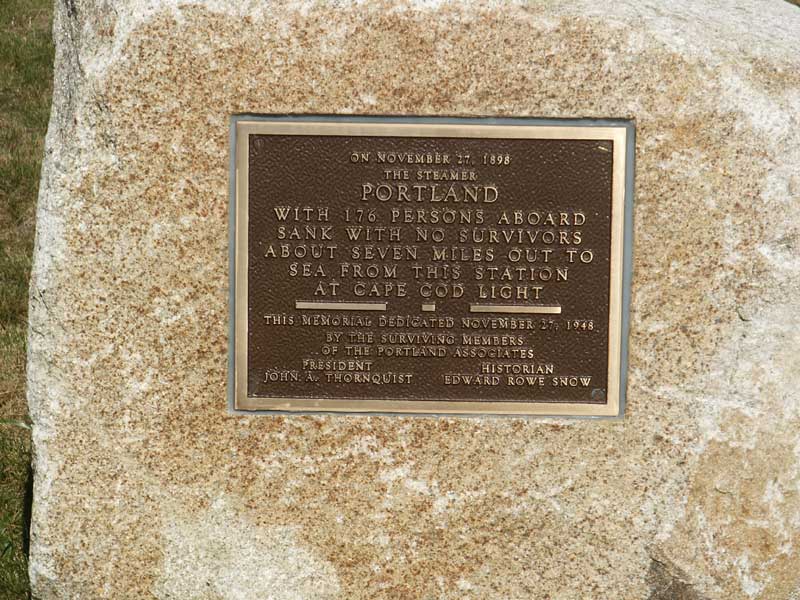 ON NOVEMBER 27, 1898
THE STEAMER
PORTLAND
WITH 176 PERSONS ABOARD
SANK WITH NO SURVIVORS
ABOUT SEVEN MILES OUT TO
SEA FROM THIS STATION
AT CAPE COD LIGHT
THIS MEMORIAL DEDICATED NOVEMBER 27, 1948
BY THE SURVIVING MEMBERS
OF THE PORTLAND ASSOCIATES
PRESIDENT HISTORIAN
JOHN A. THORNQUIST EDWARD ROWE SNOW